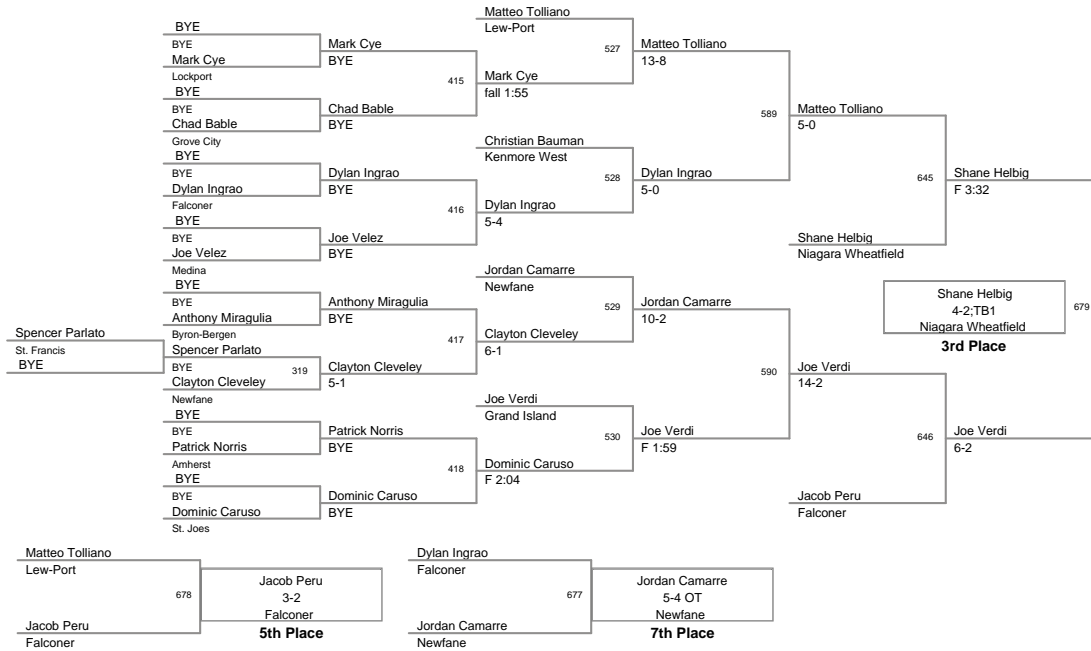 Matteo Tolliano
Lew-Port
BYE
BYE
Mark Cye
Mark Cye
BYE
Lockport
415
527
Matteo Tolliano
13-8
Mark Cye
fall 1:55
BYE
BYE
Chad Bable
Chad Bable
BYE
Grove City
589
Matteo Tolliano
5-0
Christian Bauman
Kenmore West
BYE
BYE
Dylan Ingrao
Dylan Ingrao
BYE
Falconer
416
528
Dylan Ingrao
5-0
Dylan Ingrao
5-4
BYE
BYE
Joe Velez
Joe Velez
BYE
Medina
645
Shane Helbig
F 3:32
Shane Helbig
Niagara Wheatfield
Jordan Camarre
Newfane
BYE
BYE
Anthony Miragulia
Anthony Miragulia
BYE
Byron-Bergen
417
529
Jordan Camarre
10-2
Clayton Cleveley
6-1
Shane Helbig
4-2;TB1
Niagara Wheatfield
679
3rd Place
Spencer Parlato
St. Francis
BYE
Spencer Parlato
BYE
319
Clayton Cleveley
Clayton Cleveley
5-1
Newfane
590
Joe Verdi
14-2
Joe Verdi
Grand Island
BYE
BYE
Patrick Norris
Patrick Norris
BYE
Amherst
418
530
Joe Verdi
F 1:59
Dominic Caruso
F 2:04
BYE
BYE
Dominic Caruso
Dominic Caruso
BYE
St. Joes
646
Joe Verdi
6-2
Jacob Peru
Falconer
Matteo Tolliano
Lew-Port
678
Jacob Peru
Falconer
Jacob Peru
3-2
Falconer
5th Place
Dylan Ingrao
Falconer
677
Jordan Camarre
Newfane
Jordan Camarre
5-4 OT
Newfane
7th Place